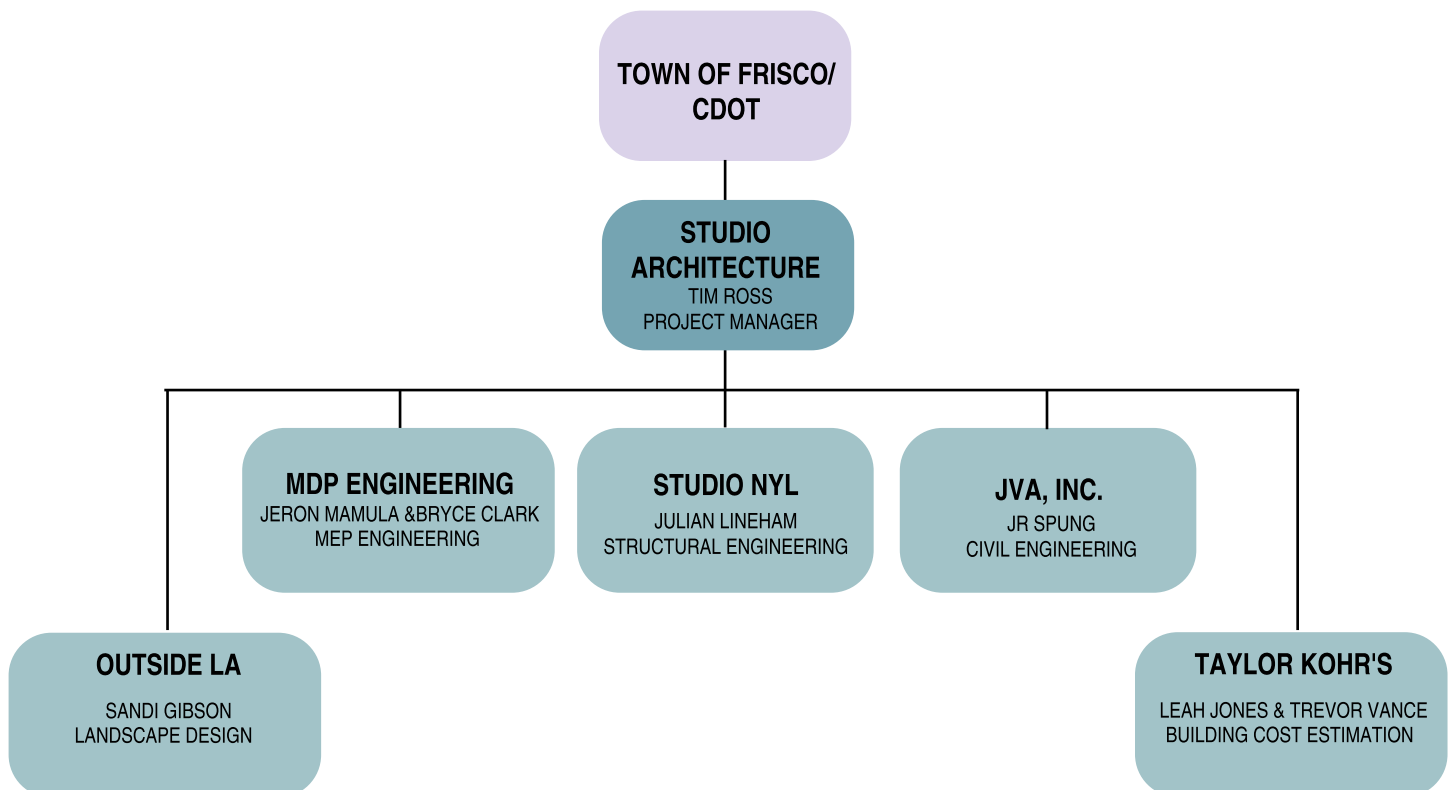 TOWN OF FRISCO/
CDOT
STUDIO
ARCHITECTURE
TIM ROSS
PROJECT MANAGER
MDP ENGINEERING
JERON MAMULA &BRYCE CLARK
MEP ENGINEERING
STUDIO NYL
JULIAN LINEHAM
STRUCTURAL ENGINEERING
JVA, INC.
JR SPUNG
CIVIL ENGINEERING
OUTSIDE LA
SANDI GIBSON
LANDSCAPE DESIGN
TAYLOR KOHR'S
LEAH JONES & TREVOR VANCE
BUILDING COST ESTIMATION